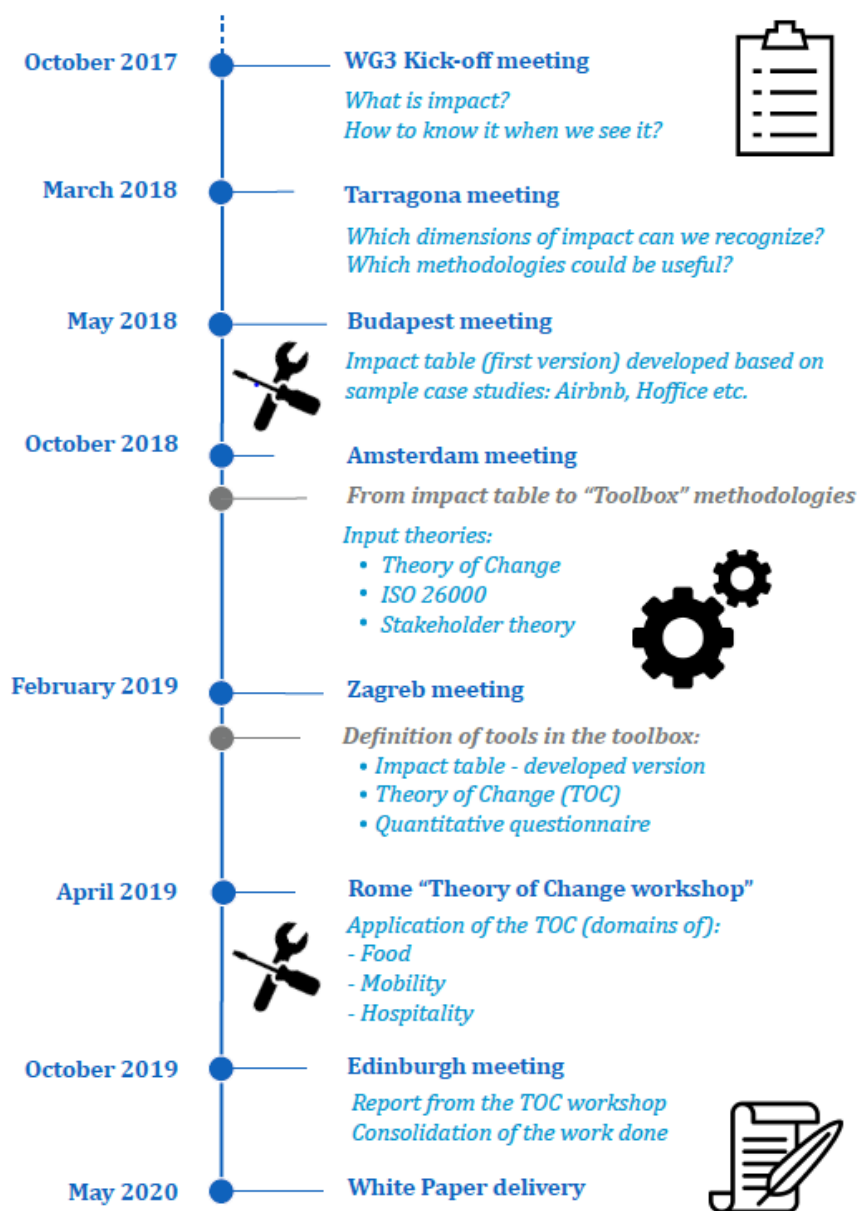 October 2017
WG3 Kick-off meeting
What is impact?
How to know it when we see it?
March 2018
Tarragona meeting
Which dimensions of impact can we recognize?
Which methodologies could be useful?
May 2018
Budapest meeting
Impact table (first version) developed based on
sample case studies: Airbnb, Hoffice etc.
October 2018
Amsterdam meeting
From impact table to “Toolbox” methodologies
Input theories:
• Theory of Change
• ISO 26000
• Stakeholder theory
February 2019
Zagreb meeting
Definition of tools in the toolbox:
• Impact table - developed version
• Theory of Change (TOC)
• Quantitative questionnaire
April 2019
Rome “Theory of Change workshop”
Application of the TOC (domains of):
- Food
- Mobility
- Hospitality
October 2019
Edinburgh meeting
Report from the TOC workshop
Consolidation of the work done
May 2020
White Paper delivery